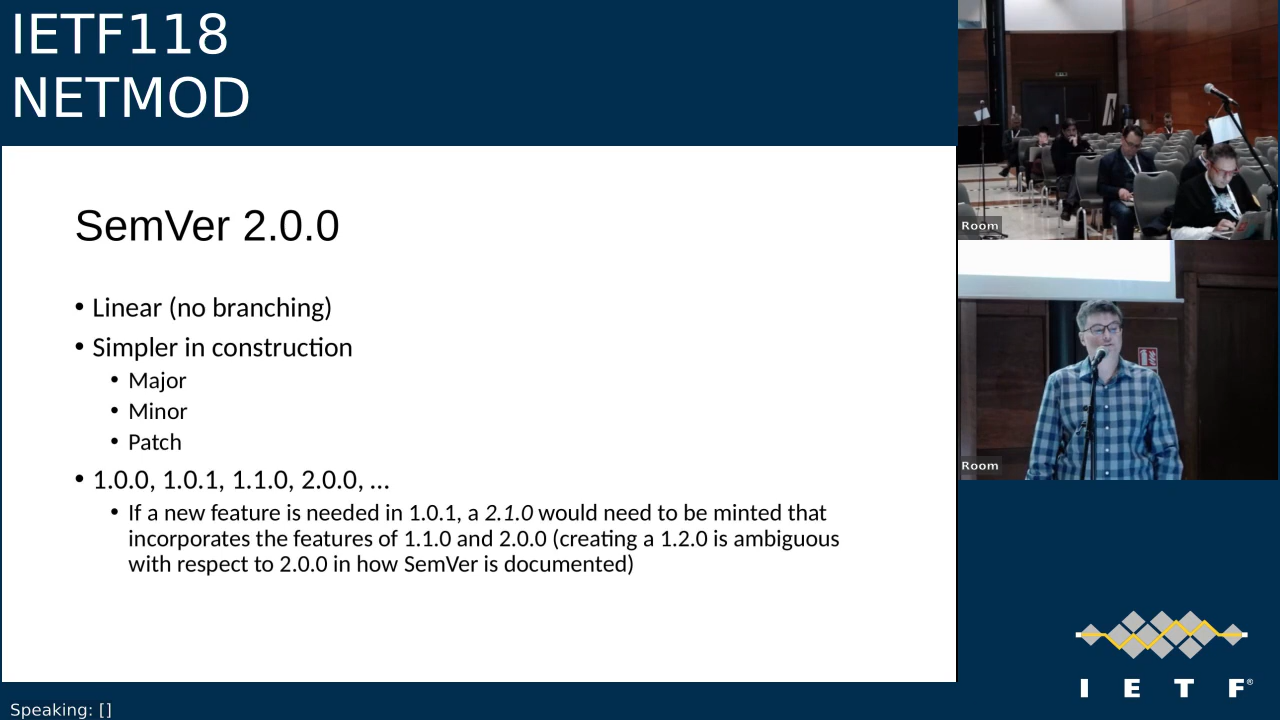 IETF118
NETMOD
SemVer 2.0.0
• Linear (no branching)
• Simpler in construction
• Major
• Minor
• Patch
• 1.0.0, 1.0.1, 1.1.0, 2.0.0, ...
• If a new feature is needed in 1.0.1, a 2.1.0 would need to be minted that
incorporates the features of 1.1.0 and 2.0.0 (creating a 1.2.0 is ambiguous
with respect to 2.0.0 in how SemVer is documented)
Room
Room
I E T F®
Speaking: []